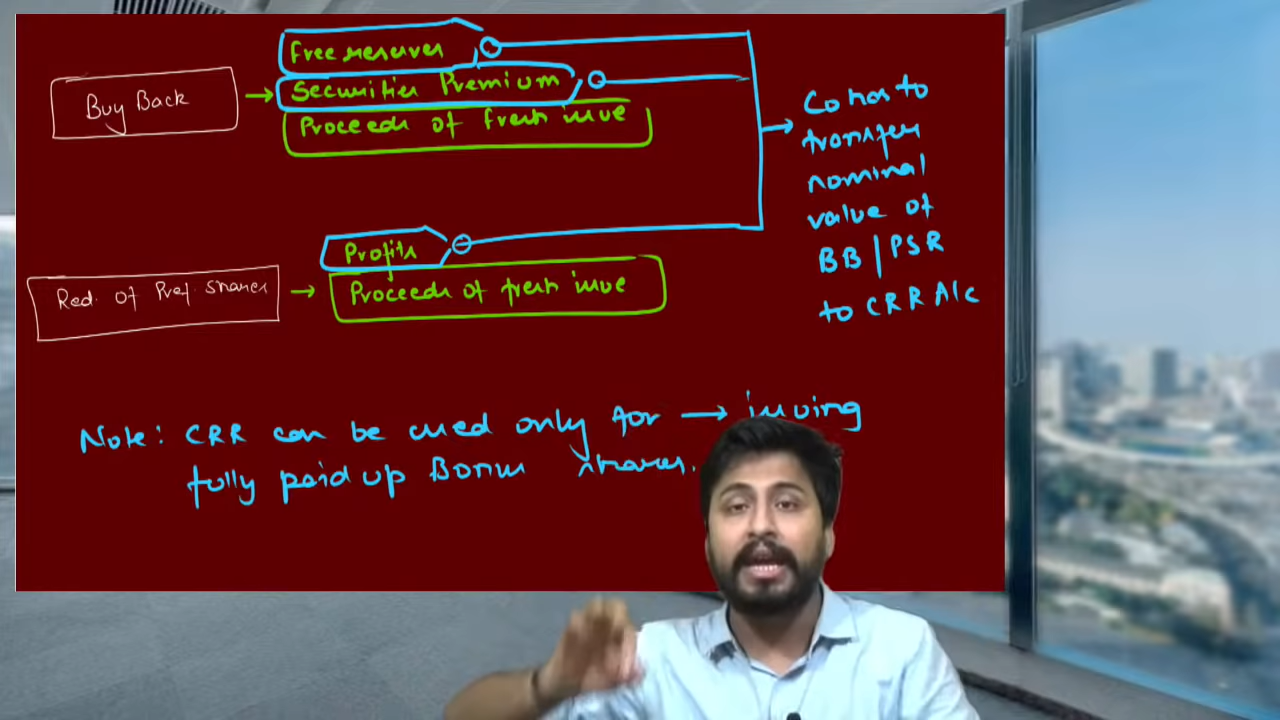 Buy Back
Free reserves
Securities Premium
Proceeds of fresh issue
Red. of Pref. shares
Profits
Proceeds of fresh issue
Co has to
transfer
nominal
value of
BB | PSR
to CRR A/c
Note: CRR can be used only for → issuing
fully paid up Bonus shares.